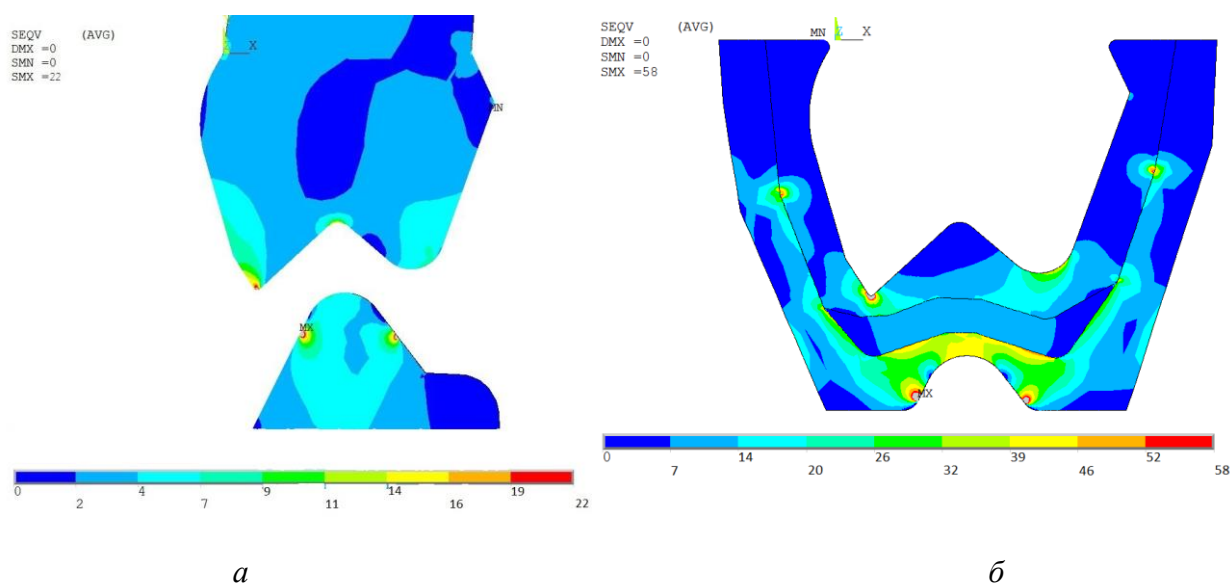 SEQV (AVG)
DMX =0
SMN =0
SMX =22
Z X
MN
MX
0 2 4 7 9 11 14 16 19 22
а
SEQV (AVG)
DMX =0
SMN =0
SMX =58
MN Z X
MX
0 7 14 20 26 32 39 46 52 58
б